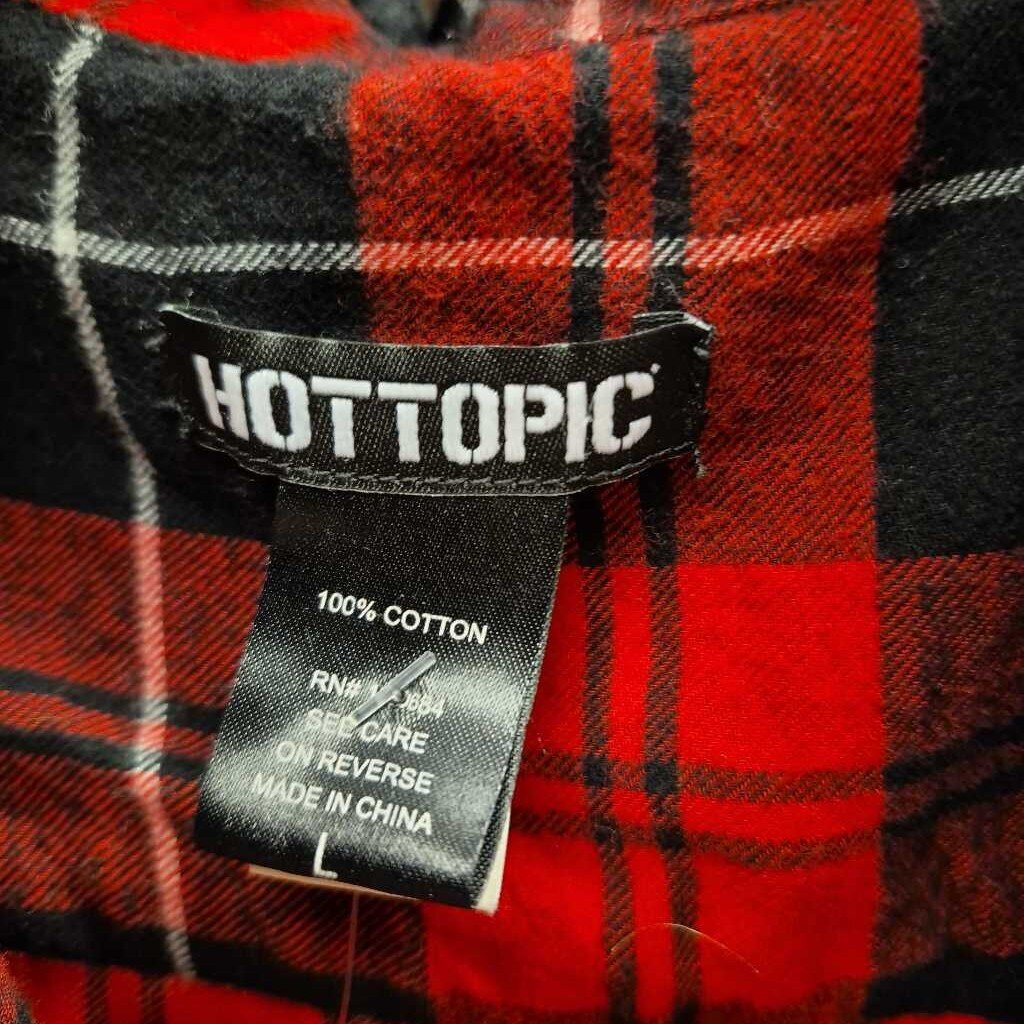 HOTTOPIC
100% COTTON
RN#
SEE CARE
ON REVERSE
MADE IN CHINA
L